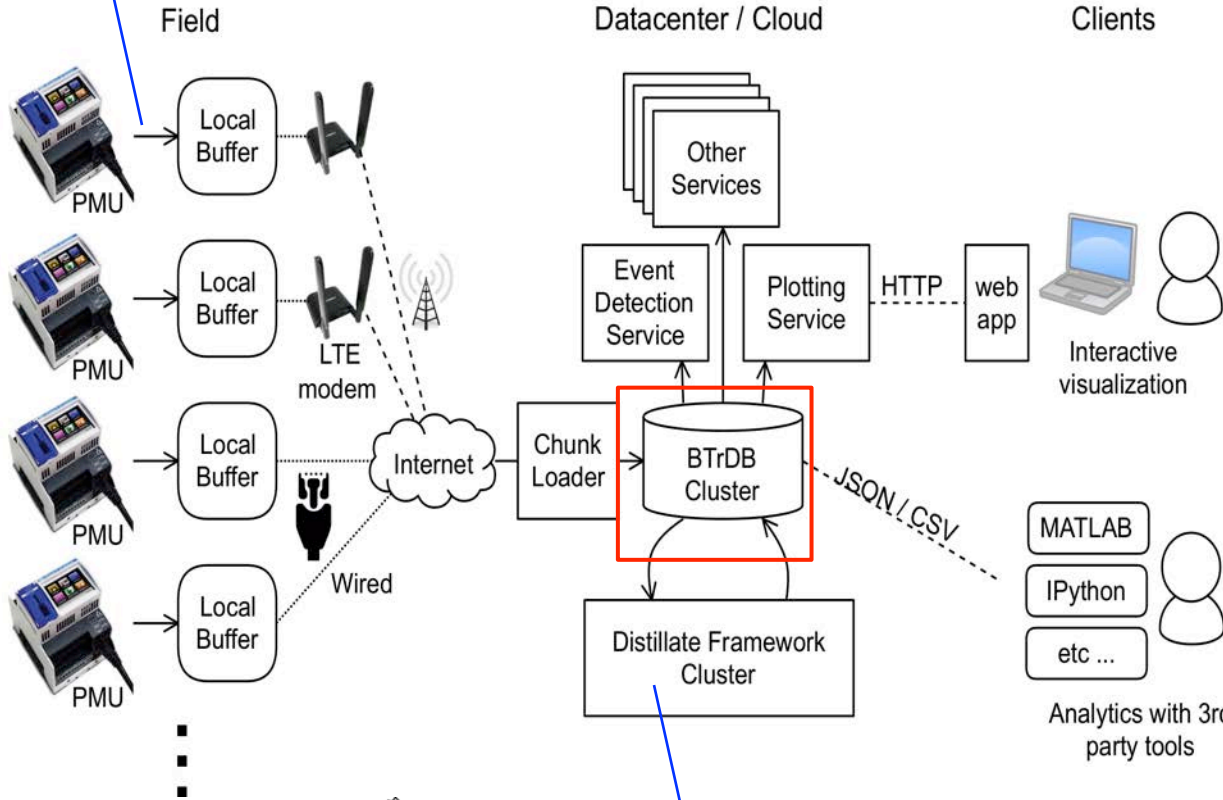 Field
Datacenter / Cloud
Clients
PMU
Local
Buffer
PMU
Local
Buffer
LTE
modem
PMU
Local
Buffer
Wired
PMU
Local
Buffer
Internet
Chunk
Loader
Other
Services
Event
Detection
Service
Plotting
Service
HTTP
web
app
Interactive
visualization
BTrDB
Cluster
JSON / CSV
Distillate Framework
Cluster
MATLAB
IPython
etc ...
Analytics with 3rd
party tools